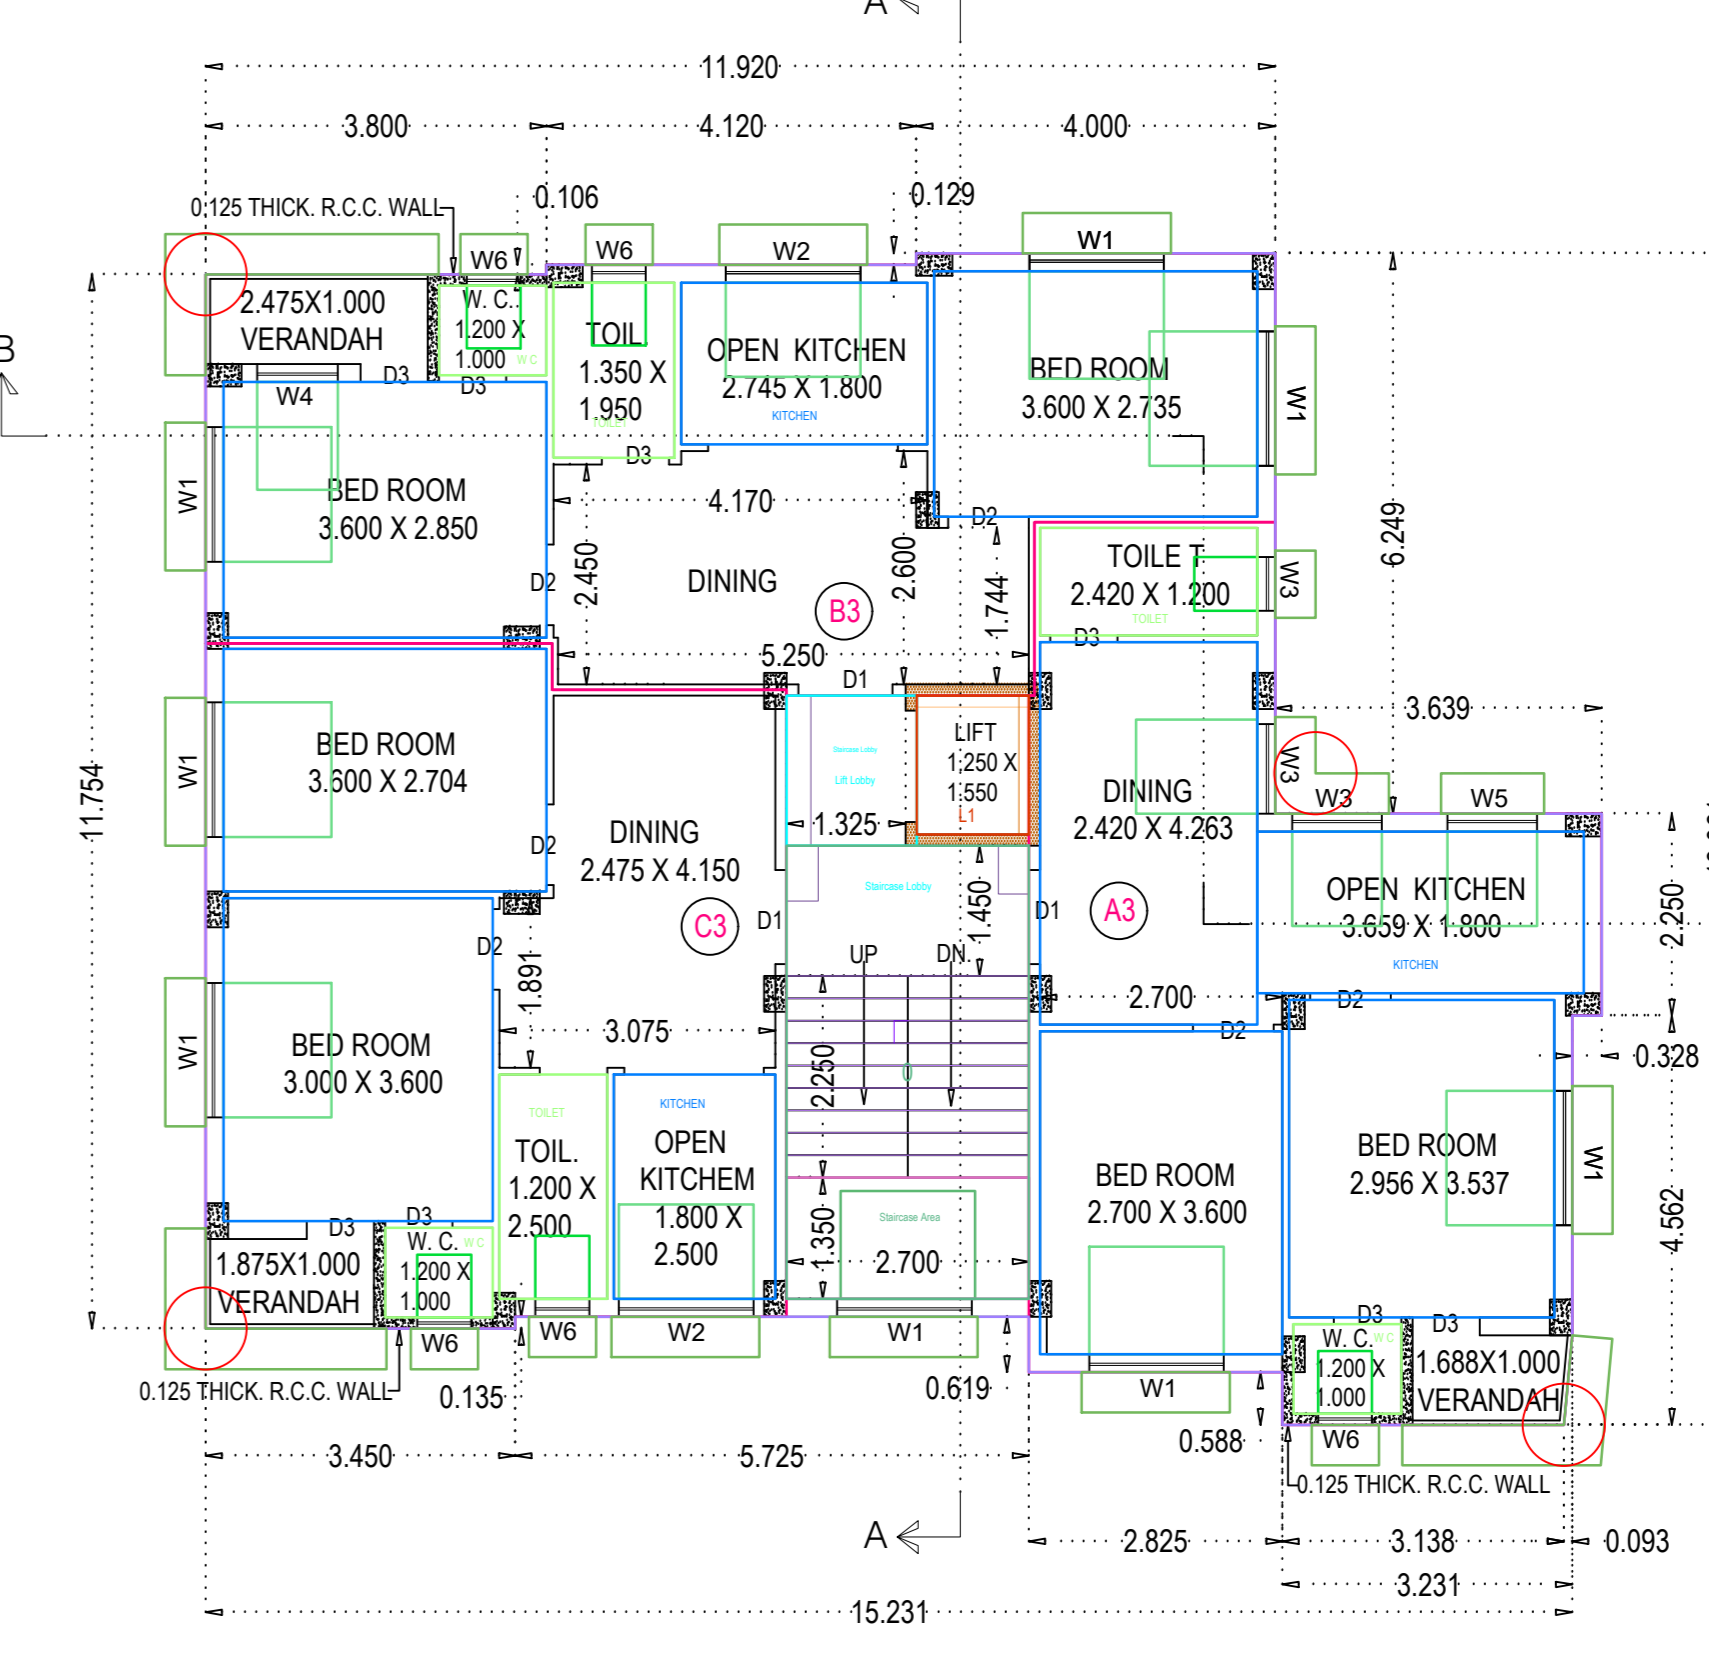 A
11.920
3.800
4.120
4.000
0.125 THICK. R.C.C. WALL
0.106
0.129
W6
W6
W2
W1
2.475X1.000
VERANDAH
W. C.
1.200 X
1.000
W C
TOIL.
1.350 X
1.950
TOILET
OPEN KITCHEN
2.745 X 1.800
KITCHEN
BED ROOM
3.600 X 2.735
W1
B
W4
D3
D3
D3
W1
BED ROOM
3.600 X 2.850
4.170
D2
D2
2.450
DINING
2.600
1.744
B3
5.250
D1
TOILE T
2.420 X 1.200
TOILET
W3
D3
6.249
3.639
11.754
W1
BED ROOM
3.600 X 2.704
D2
DINING
2.475 X 4.150
Staircase Lobby
Lift Lobby
1.325
LIFT
1.250 X
1.550
L1
DINING
2.420 X 4.263
W3
W3
W5
OPEN KITCHEN
3.659 X 1.800
KITCHEN
2.250
Staircase Lobby
1.450
C3
D1
D1
A3
D2
1.891
UP
DN.
2.700
D2
D2
0.328
W1
BED ROOM
3.000 X 3.600
3.075
2.250
TOILET
TOIL.
1.200 X
2.500
KITCHEN
OPEN
KITCHEM
1.800 X
2.500
Staircase Area
1.350
2.700
BED ROOM
2.700 X 3.600
BED ROOM
2.956 X 3.537
W1
4.562
D3
D3
1.875X1.000
VERANDAH
W. C.
W C
1.200 X
1.000
D3
D3
W. C.
W C
1.200 X
1.000
1.688X1.000
VERANDAH
W6
W6
W2
W1
W1
W6
0.125 THICK. R.C.C. WALL
0.135
0.619
0.588
3.450
5.725
0.125 THICK. R.C.C. WALL
A
2.825
3.138
0.093
3.231
15.231